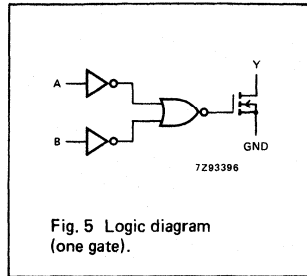 A
B
Y
GND
7Z93396
Fig. 5 Logic diagram
(one gate).